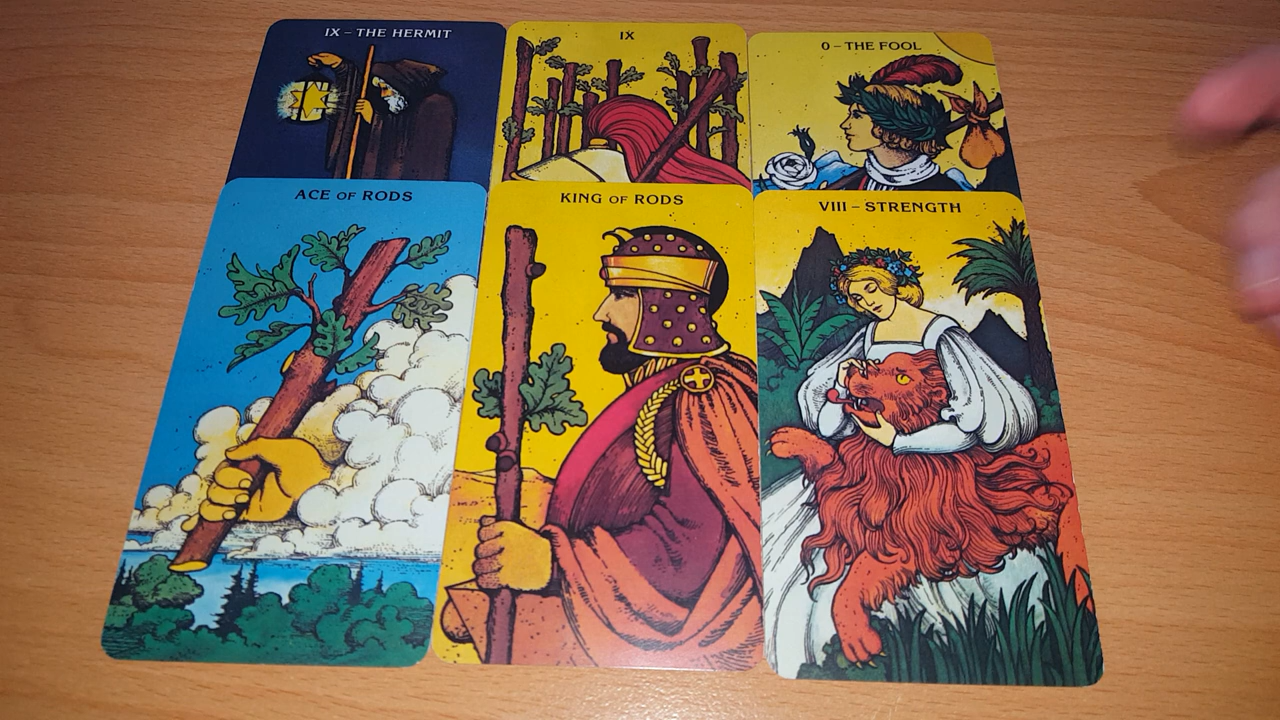 IX – THE HERMIT
IX
0 – THE FOOL
ACE OF RODS
KING OF RODS
VIII – STRENGTH